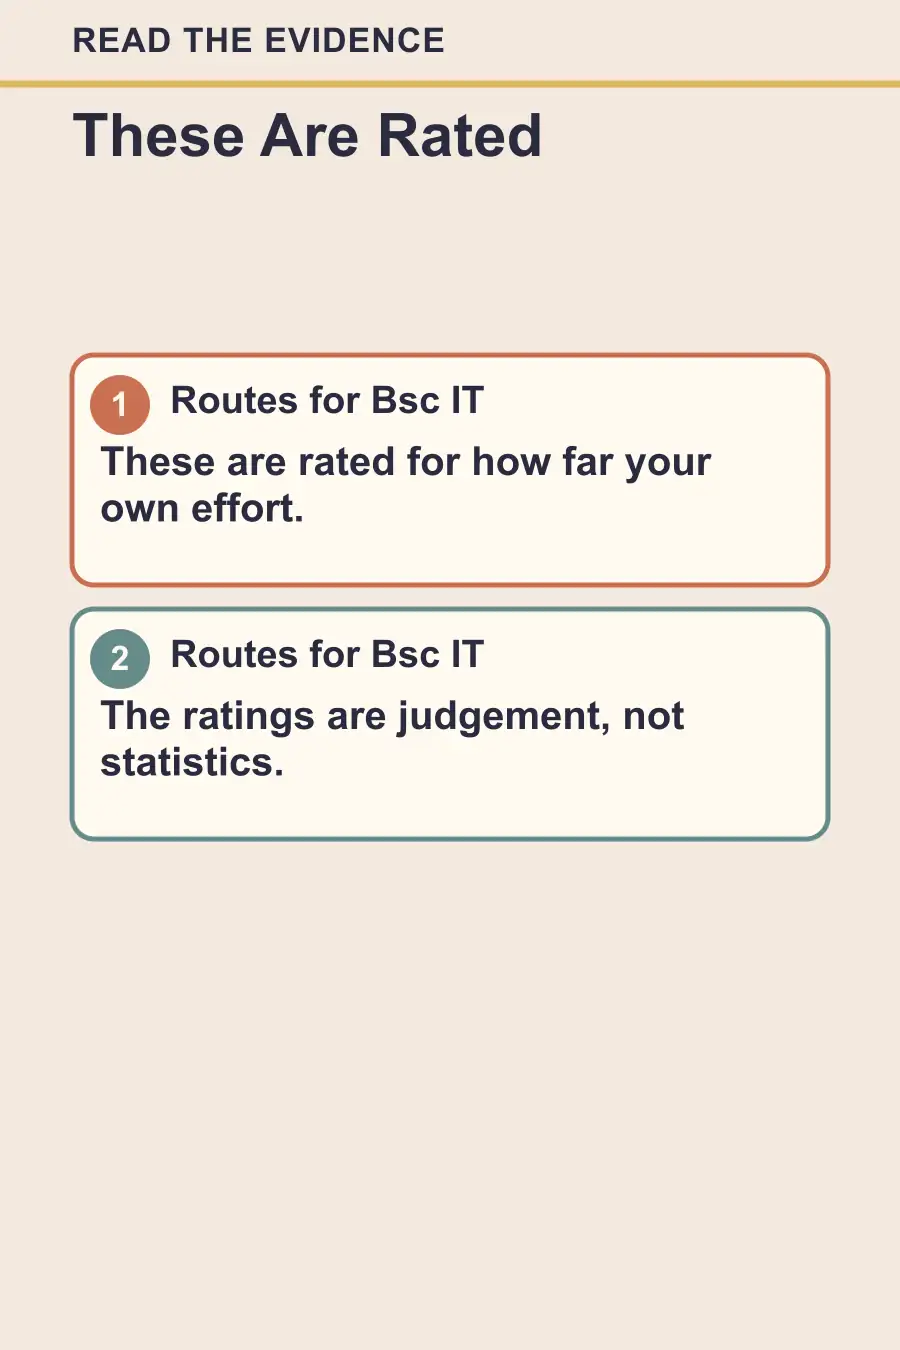 READ THE EVIDENCE
These Are Rated
1
Routes for Bsc IT
These are rated for how far your
own effort.
2
Routes for Bsc IT
The ratings are judgement, not
statistics.